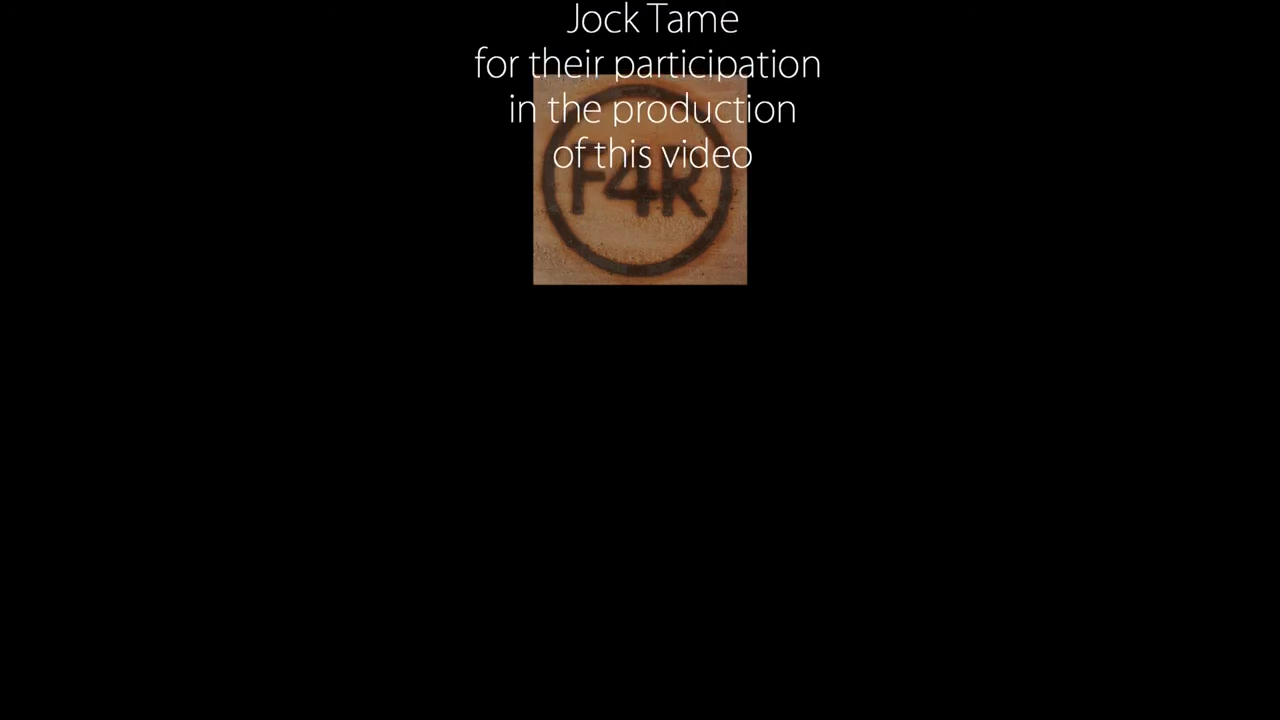 Jock Tame
for their participation
in the production
of this video
F4R